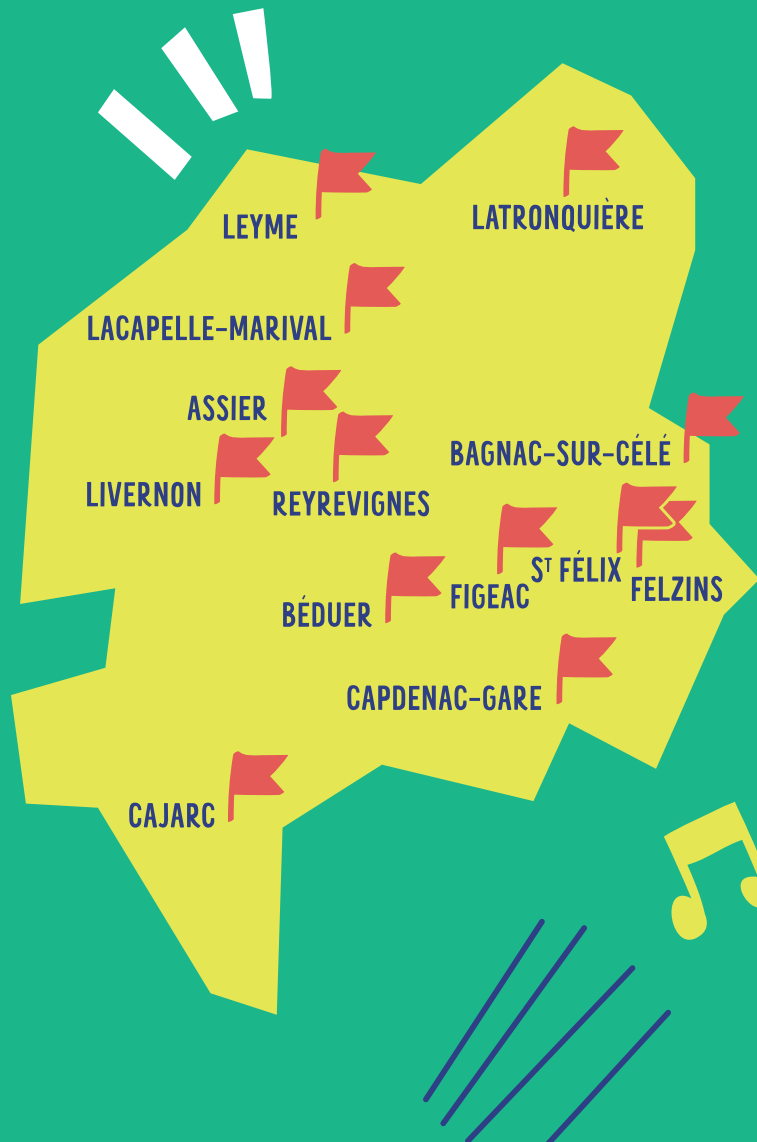 LATRONQUIÈRE
LEYME
LACAPELLE-MARIVAL
ASSIER
BAGNAC-SUR-CÉLÉ
LIVERNON
REYREVIGNES
ST FÉLIX
FELZINS
FIGEAC
BÉDUER
CAPDENAC-GARE
CAJARC